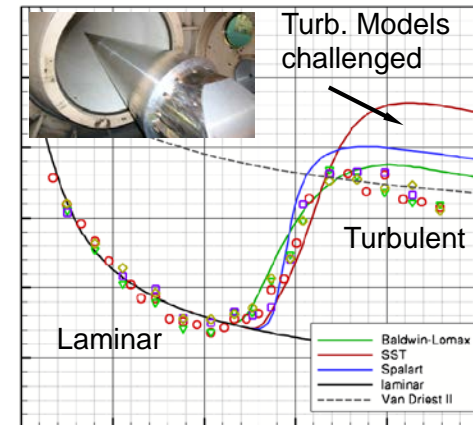 Turb. Models
challenged
Turbulent
Laminar
Baldwin-Lomax
SST
Spalart
laminar
Van Driest II